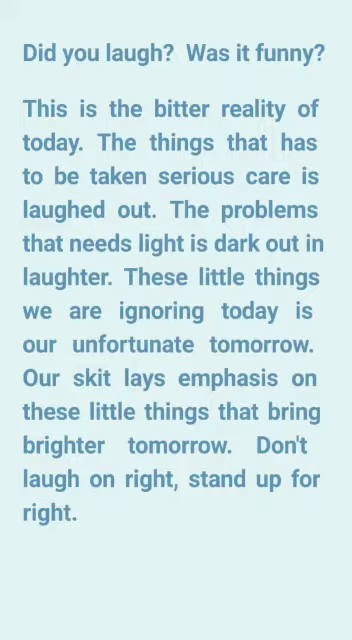 Did you laugh? Was it funny?
This is the bitter reality of
today. The things that has
to be taken serious care is
laughed out. The problems
that needs light is dark out in
laughter. These little things
we are ignoring today is
our unfortunate tomorrow.
Our skit lays emphasis on
these little things that bring
brighter tomorrow. Don't
laugh on right, stand up for
right.